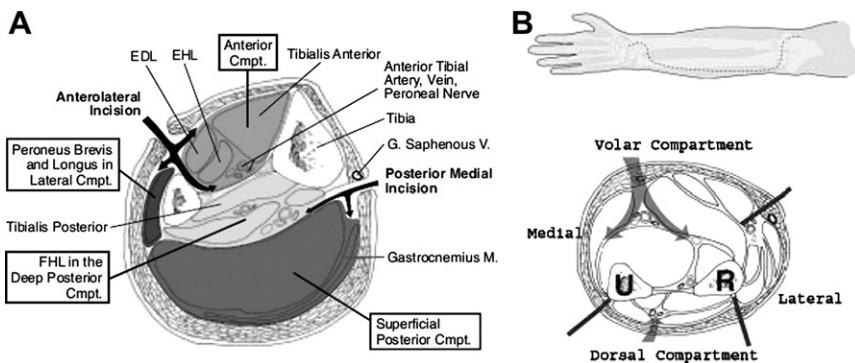 A
Anterior
Cmpt.
Tibialis Anterior
EDL
EHL
Anterior Tibial
Artery, Vein,
Peroneal Nerve
Anterolateral
Incision
Tibia
Peroneus Brevis
and Longus in
Lateral Cmpt.
G. Saphenous V.
Posterior Medial
Incision
Tibialis Posterior
FHL in the
Deep Posterior
Cmpt.
Gastrocnemius M.
Superficial
Posterior Cmpt.
B
Volar Compartment
Medial
U
R
Lateral
Dorsal Compartment